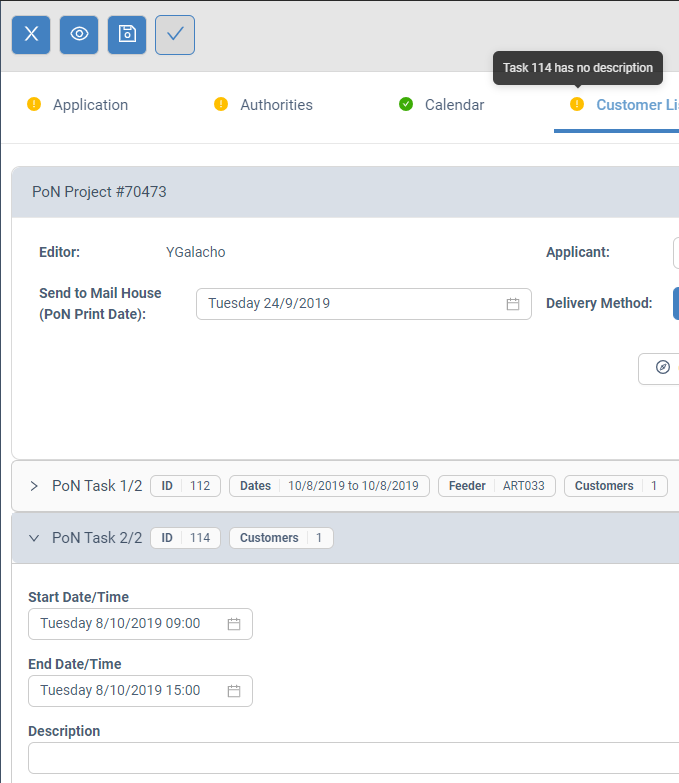 Task 114 has no description
Application
Authorities
Calendar
Customer Li
PoN Project #70473
Editor: YGalacho Applicant:
Send to Mail House
(PoN Print Date): Tuesday 24/9/2019 Delivery Method:
PoN Task 1/2 ID 112 Dates 10/8/2019 to 10/8/2019 Feeder ART033 Customers 1
PoN Task 2/2 ID 114 Customers 1
Start Date/Time
Tuesday 8/10/2019 09:00
End Date/Time
Tuesday 8/10/2019 15:00
Description